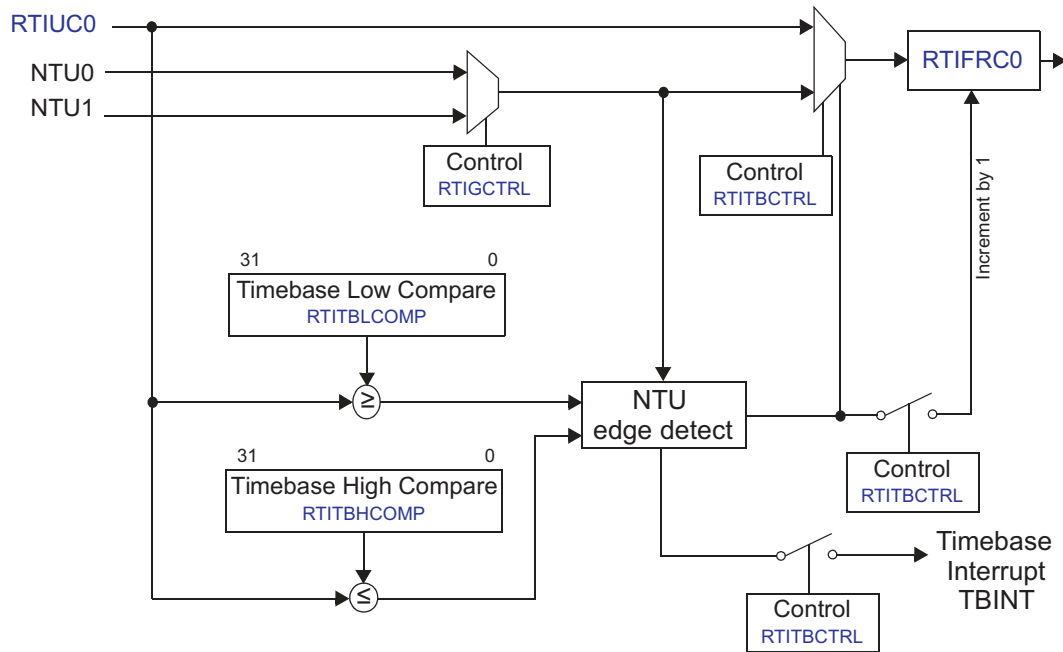 RTIUC0
NTU0
NTU1
RTIFRC0
Control
RTIGCTRL
Control
RTITBCTRL
Increment by 1
31 0
Timebase Low Compare
RTITBLCOMP
≥
NTU
edge detect
31 0
Timebase High Compare
RTITBHCOMP
≤
Control
RTITBCTRL
Timebase
Interrupt
TBINT
Control
RTITBCTRL